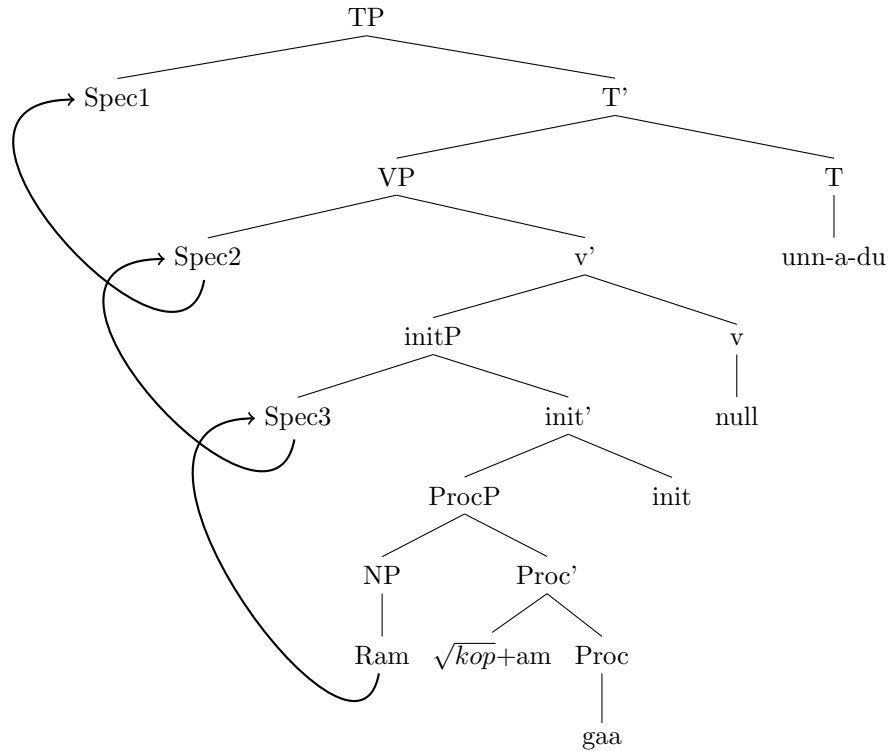 TP
Spec1 T'
VP T
Spec2 v' unn-a-du
initP v
Spec3 init' null
ProcP init
NP Proc'
Ram √kop+am Proc
gaa